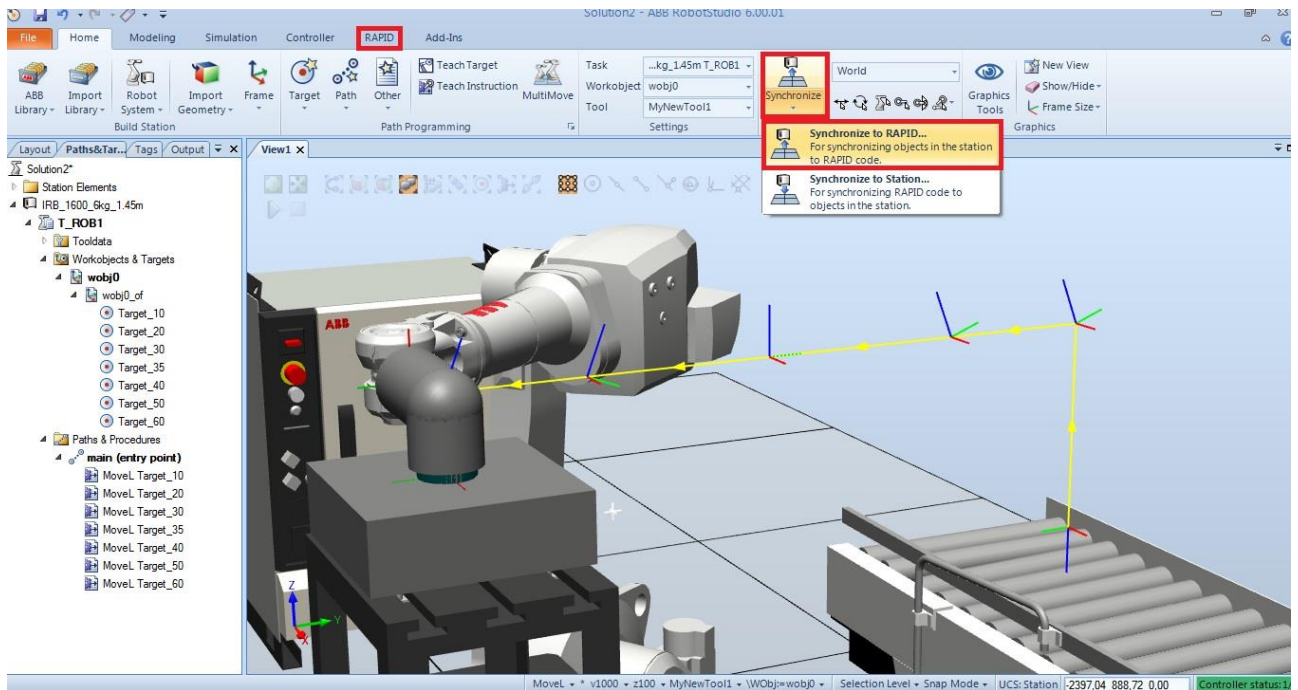 Solution2 - ABB RobotStudio 6.00.01
File Home Modeling Simulation Controller RAPID Add-Ins
ABB Library
Import Library
Robot System
Import Geometry
Frame
Build Station
Target
Path
Other
Teach Target
Teach Instruction
MultiMove
Path Programming
Task ...kg_1.45m T_ROB1
Workobject wobj0
Tool MyNewTool1
Settings
Synchronize
World
Graphics Tools
New View
Show/Hide
Frame Size
Graphics
Synchronize to RAPID...
For synchronizing objects in the station
to RAPID code.
Synchronize to Station...
For synchronizing RAPID code to
objects in the station.
Layout Paths&Tar... Tags Output
View1
Solution2*
Station Elements
IRB_1600_6kg_1.45m
T_ROB1
Tooldata
Workobjects & Targets
wobj0
wobj0_of
Target_10
Target_20
Target_30
Target_35
Target_40
Target_50
Target_60
Paths & Procedures
main (entry point)
MoveL Target_10
MoveL Target_20
MoveL Target_30
MoveL Target_35
MoveL Target_40
MoveL Target_50
MoveL Target_60
ABB
Z
Y
X
MoveL * v1000 z100 MyNewTool1 \WObj:=wobj0 Selection Level Snap Mode UCS: Station -2397,04 888,72 0,00 Controller status: 1/